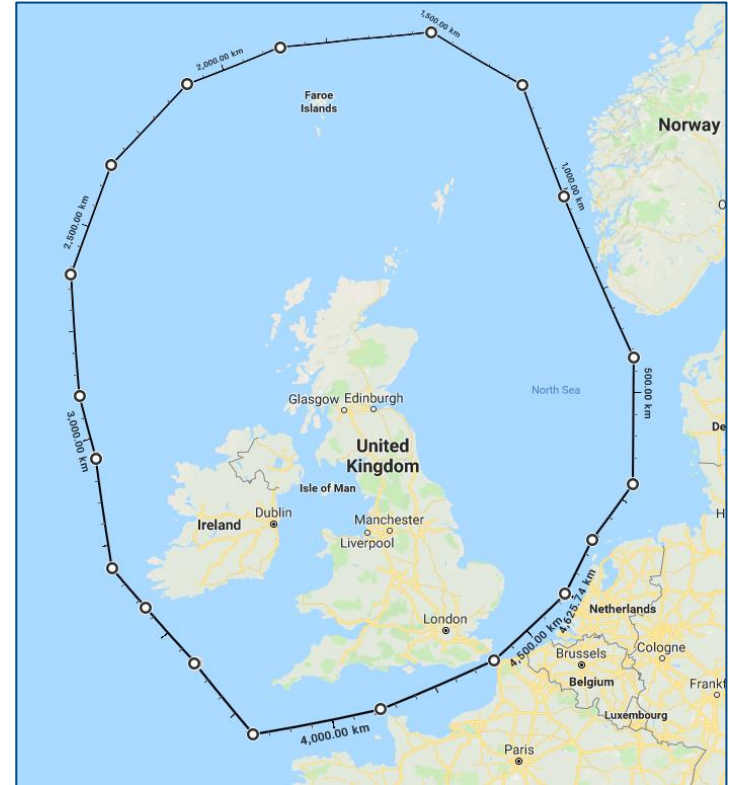 1,500.00 km
2,000.00 km
Faroe
Islands
Norway
1,000.00 km
2,500.00 km
North Sea
500.00 km
Glasgow
Edinburgh
3,000.00 km
United
Kingdom
De
Isle of Man
Dublin
Ireland
Manchester
Liverpool
H
4,625.74 km
Netherlands
London
4,500.00 km
Brussels
Cologne
Belgium
Frankf
Luxembourg
4,000.00 km
Paris